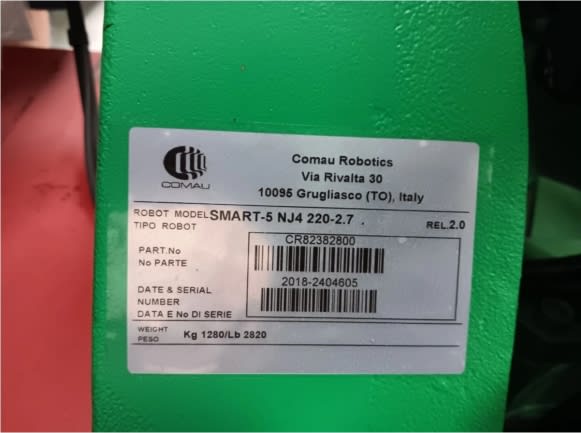 COMAU
Comau Robotics
Via Rivalta 30
10095 Grugliasco (TO), Italy
ROBOT MODEL SMART-5 NJ4 220-2.7 .
TIPO ROBOT
REL.2.0
PART.No
No PARTE
CR82382800
DATE & SERIAL
NUMBER
DATA E No DI SERIE
2018-2404605
WEIGHT
PESO
Kg 1280/Lb 2820